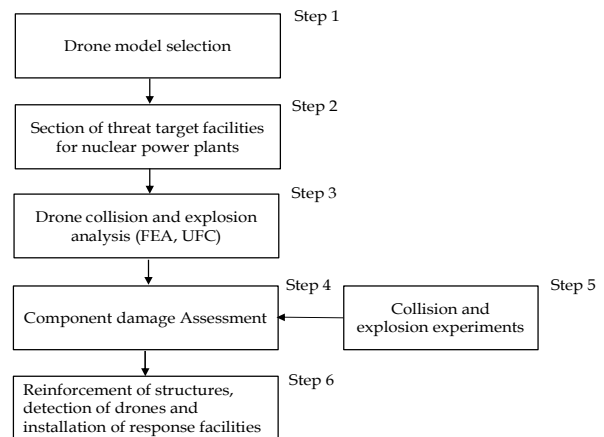 Step 1
Drone model selection
Step 2
Section of threat target facilities
for nuclear power plants
Step 3
Drone collision and explosion
analysis (FEA, UFC)
Step 4
Component damage Assessment
Step 5
Collision and
explosion experiments
Step 6
Reinforcement of structures,
detection of drones and
installation of response facilities